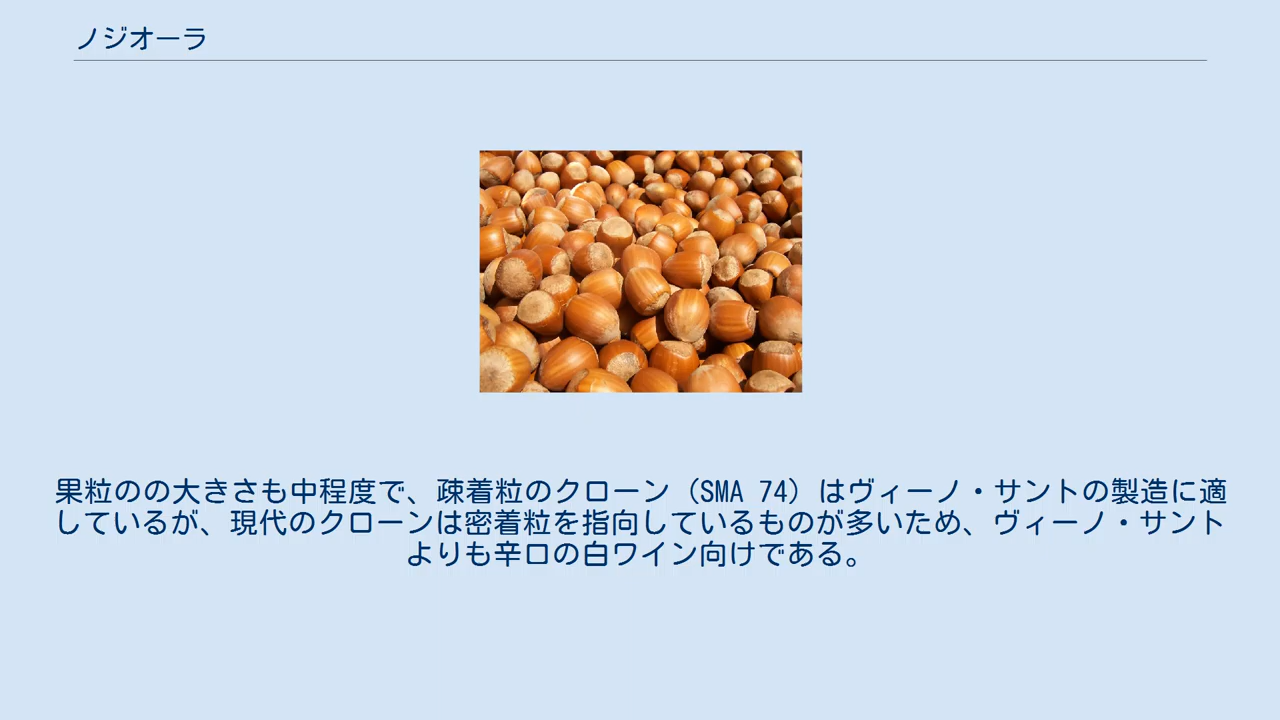 ノジオーラ
果粒のの大きさも中程度で、疎着粒のクローン（SMA 74）はヴィーノ・サントの製造に適
しているが、現代のクローンは密着粒を指向しているものが多いため、ヴィーノ・サント
よりも辛口の白ワイン向けである。